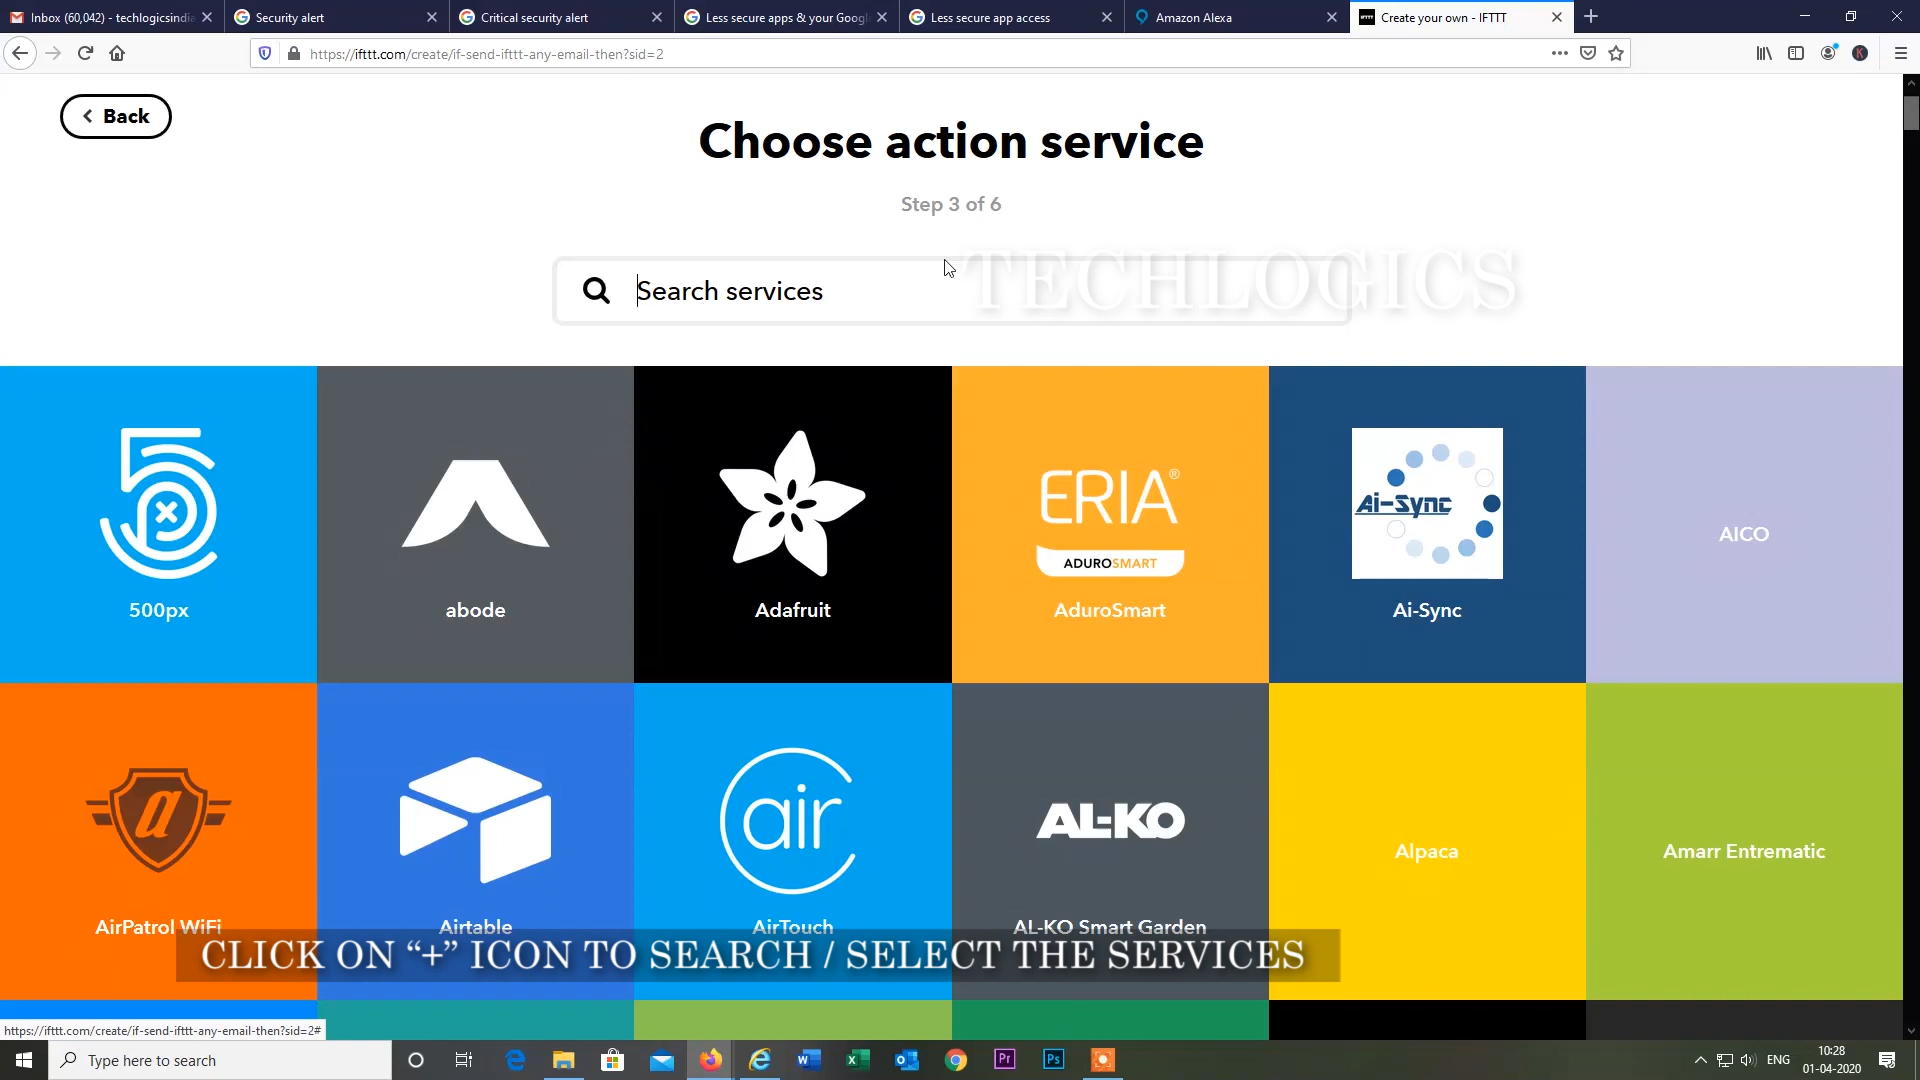 Inbox (60,042) - techlogicsindia
Security alert
Critical security alert
Less secure apps & your Google
Less secure app access
Amazon Alexa
IFTTT
Create your own - IFTTT
https://ifttt.com/create/if-send-ifttt-any-email-then?sid=2
K
Back
Choose action service
Step 3 of 6
Search services
TECHLOGICS
500px
abode
Adafruit
ERIA®
ADUROSMART
AduroSmart
Ai-Sync
Ai-Sync
AICO
a
AirPatrol WiFi
Airtable
air
AirTouch
AL-KO
AL-KO Smart Garden
Alpaca
Amarr Entrematic
CLICK ON “+” ICON TO SEARCH / SELECT THE SERVICES
https://ifttt.com/create/if-send-ifttt-any-email-then?sid=2#
Type here to search
Pr
Ps
ENG
10:28
01-04-2020